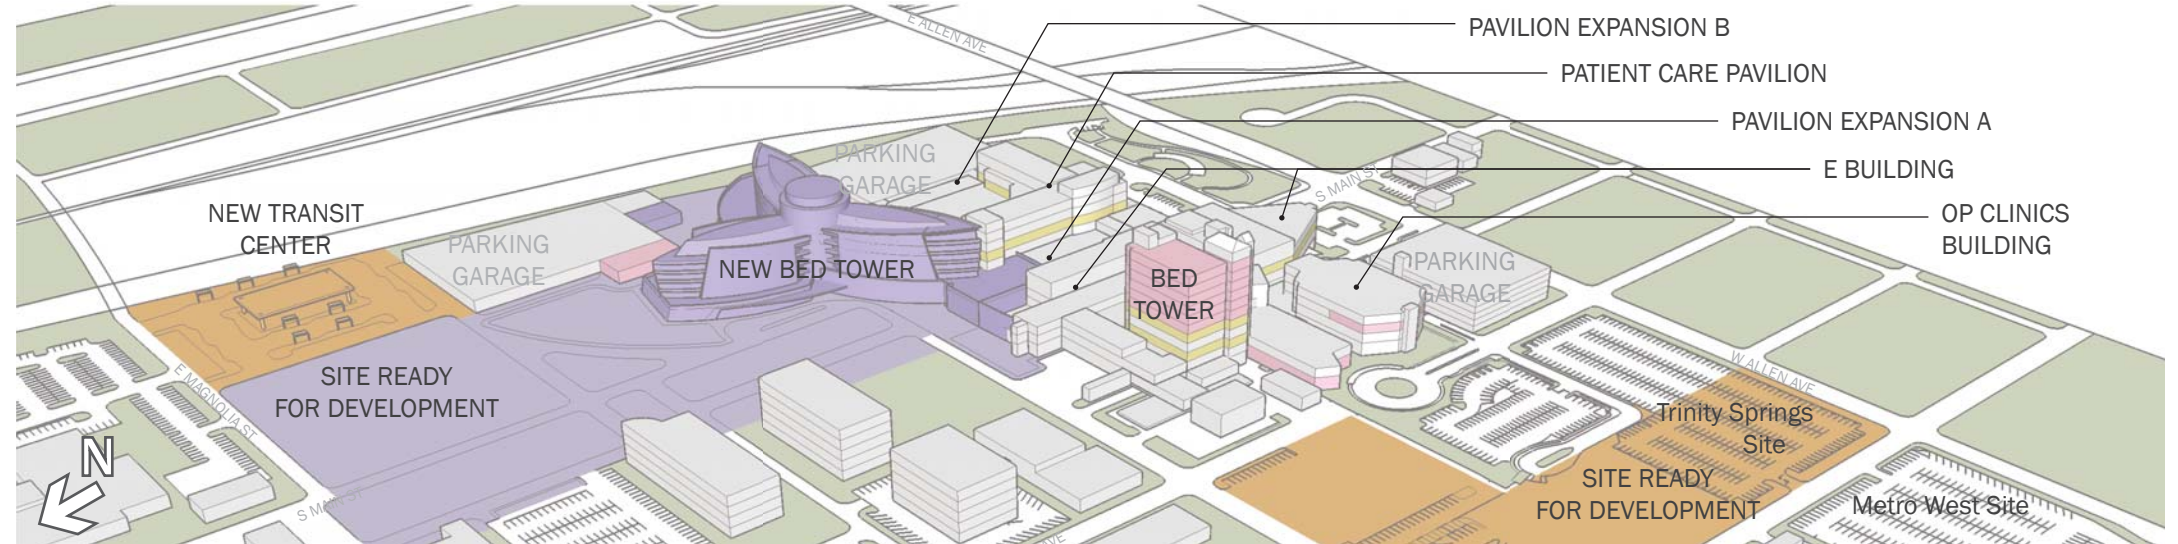 E ALLEN AVE
PAVILION EXPANSION B
PATIENT CARE PAVILION
PAVILION EXPANSION A
PARKING
GARAGE
E BUILDING
S MAIN ST
NEW TRANSIT
CENTER
OP CLINICS
BUILDING
PARKING
GARAGE
NEW BED TOWER
BED
TOWER
PARKING
GARAGE
W ALLEN AVE
E MAGNOLIA ST
SITE READY
FOR DEVELOPMENT
Trinity Springs
Site
N
SITE READY
FOR DEVELOPMENT
Metro West Site
S MAIN ST
AVE